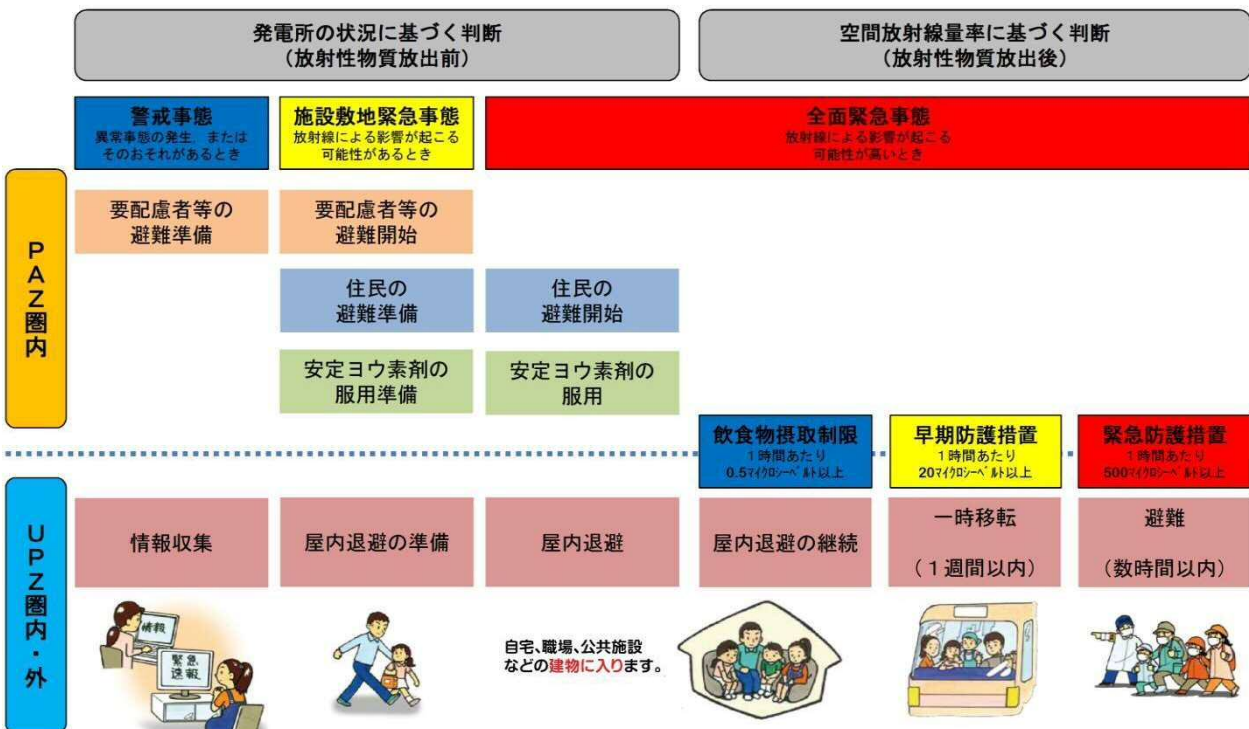 発電所の状況に基づく判断
(放射性物質放出前)
空間放射線量率に基づく判断
(放射性物質放出後)
警戒事態
異常事態の発生、または
そのおそれがあるとき
施設敷地緊急事態
放射線による影響が起こる
可能性があるとき
全面緊急事態
放射線による影響が起こる
可能性が高いとき
PAZ圏内
要配慮者等の
避難準備
要配慮者等の
避難開始
住民の
避難準備
住民の
避難開始
安定ヨウ素剤の
服用準備
安定ヨウ素剤の
服用
飲食物摂取制限
1時間あたり
0.5マイクロシーベルト以上
早期防護措置
1時間あたり
20マイクロシーベルト以上
緊急防護措置
1時間あたり
500マイクロシーベルト以上
UPZ圏内・外
情報収集
屋内退避の準備
屋内退避
屋内退避の継続
一時移転
(1週間以内)
避難
(数時間以内)
情報
緊急
速報
自宅、職場、公共施設
などの建物に入ります。